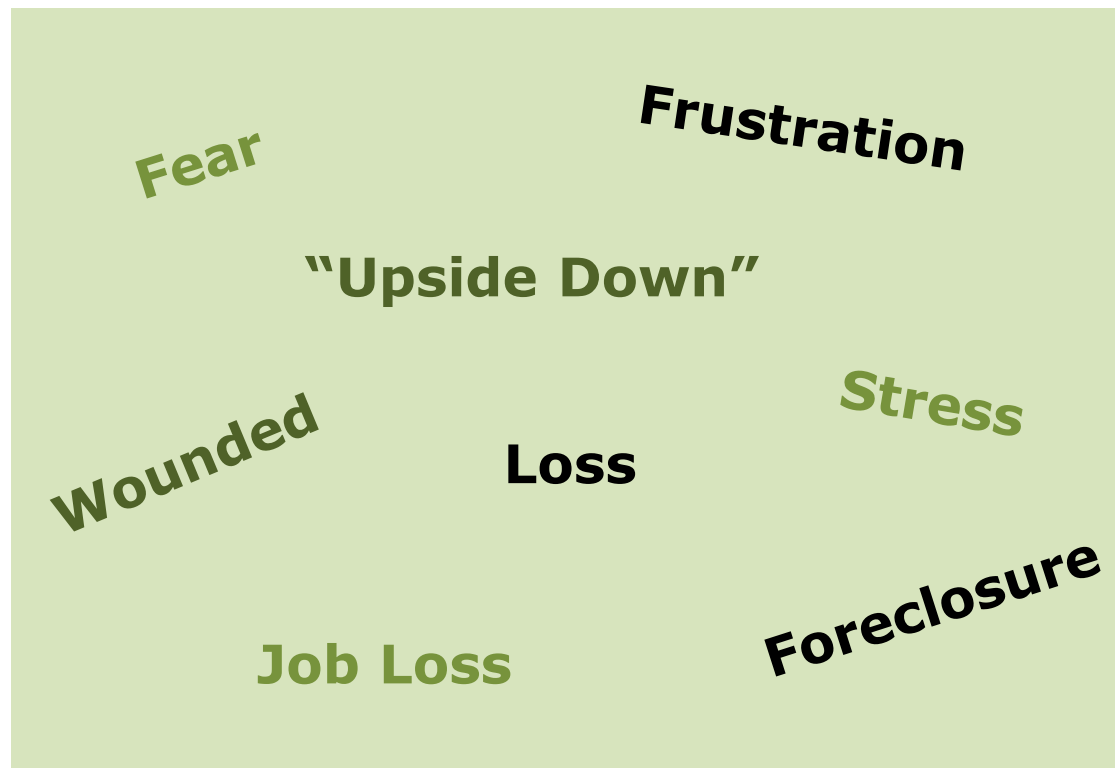 Frustration
Fear
“Upside Down”
Stress
Wounded
Loss
Foreclosure
Job Loss